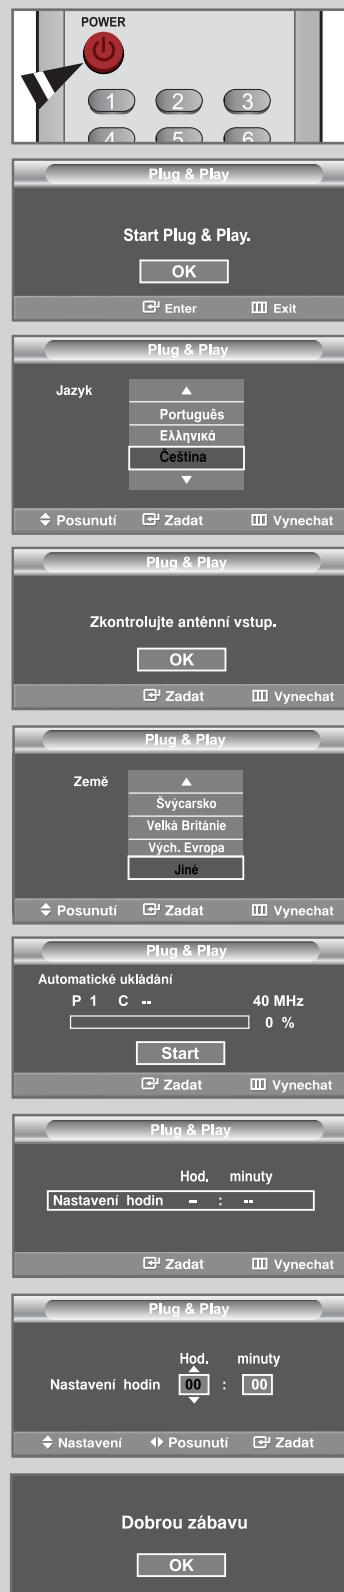 POWER
1 2 3
4 5 6
Plug & Play
Start Plug & Play.
OK
Enter Exit
Plug & Play
Jazyk
Português
Ελληνικά
Čeština
Posunutí Zadat Vynechat
Plug & Play
Zkontrolujte anténní vstup.
OK
Zadat Vynechat
Plug & Play
Země
Švýcarsko
Velká Británie
Vých. Evropa
Jiné
Posunutí Zadat Vynechat
Plug & Play
Automatické ukládání
P 1 C -- 40 MHz
0 %
Start
Zadat Vynechat
Plug & Play
Hod. minuty
Nastavení hodin – : --
Zadat Vynechat
Plug & Play
Hod. minuty
Nastavení hodin 00 : 00
Nastavení Posunutí Zadat
Dobrou zábavu
OK